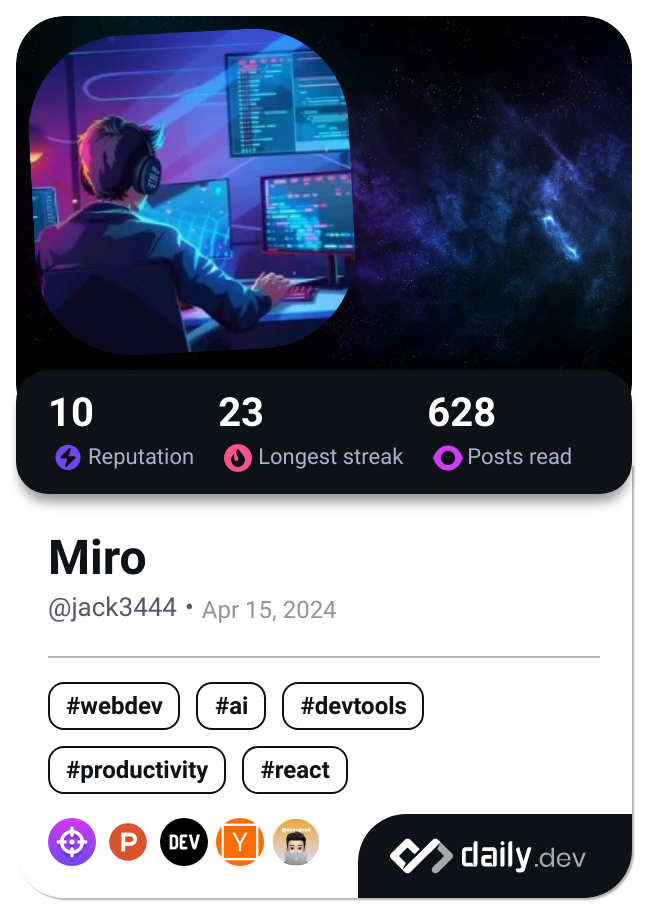 10 23 628
Reputation Longest streak Posts read
Miro
@jack3444 • Apr 15, 2024
#webdev #ai #devtools
#productivity #react
P DEV Y
daily.dev